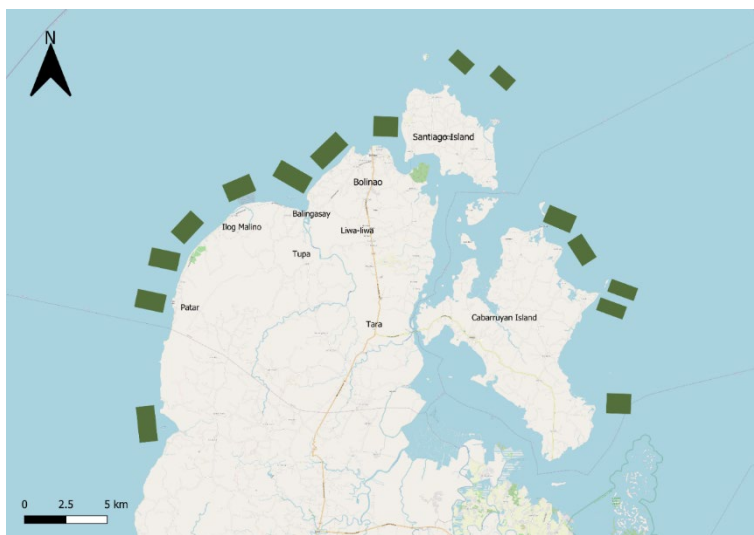 N
Santiago Island
Bolinao
Balingasay
Ilog Malino
Liwa-liwa
Tupa
Patar
Cabarruyan Island
Tara
0 2.5 5 km